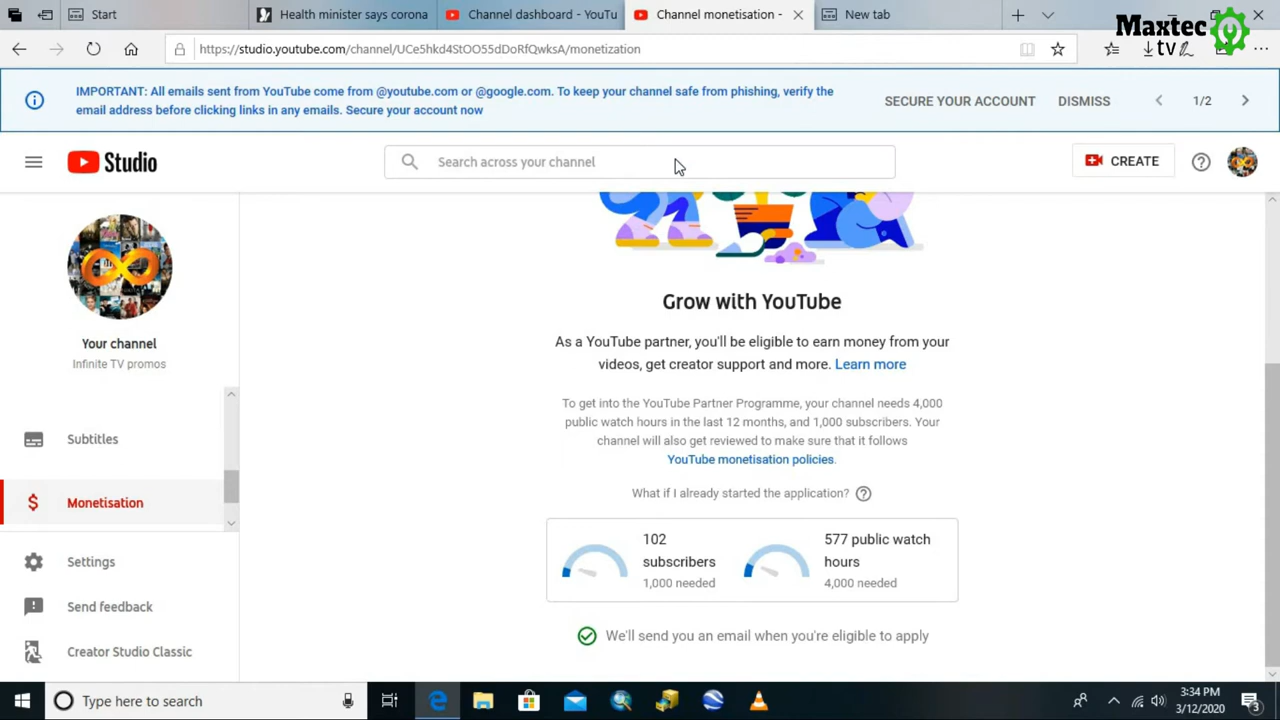 Start
Health minister says corona
Channel dashboard - YouTu
Channel monetisation -
New tab
Maxtec
tv
https://studio.youtube.com/channel/UCe5hkd4StOO55dDoRfQwksA/monetization
IMPORTANT: All emails sent from YouTube come from @youtube.com or @google.com. To keep your channel safe from phishing, verify the
email address before clicking links in any emails. Secure your account now
SECURE YOUR ACCOUNT
DISMISS
1/2
Studio
Search across your channel
CREATE
Your channel
Infinite TV promos
Subtitles
Monetisation
Settings
Send feedback
Creator Studio Classic
Grow with YouTube
As a YouTube partner, you'll be eligible to earn money from your
videos, get creator support and more. Learn more
To get into the YouTube Partner Programme, your channel needs 4,000
public watch hours in the last 12 months, and 1,000 subscribers. Your
channel will also get reviewed to make sure that it follows
YouTube monetisation policies.
What if I already started the application?
102
subscribers
1,000 needed
577 public watch
hours
4,000 needed
We'll send you an email when you're eligible to apply
Type here to search
3:34 PM
3/12/2020
3